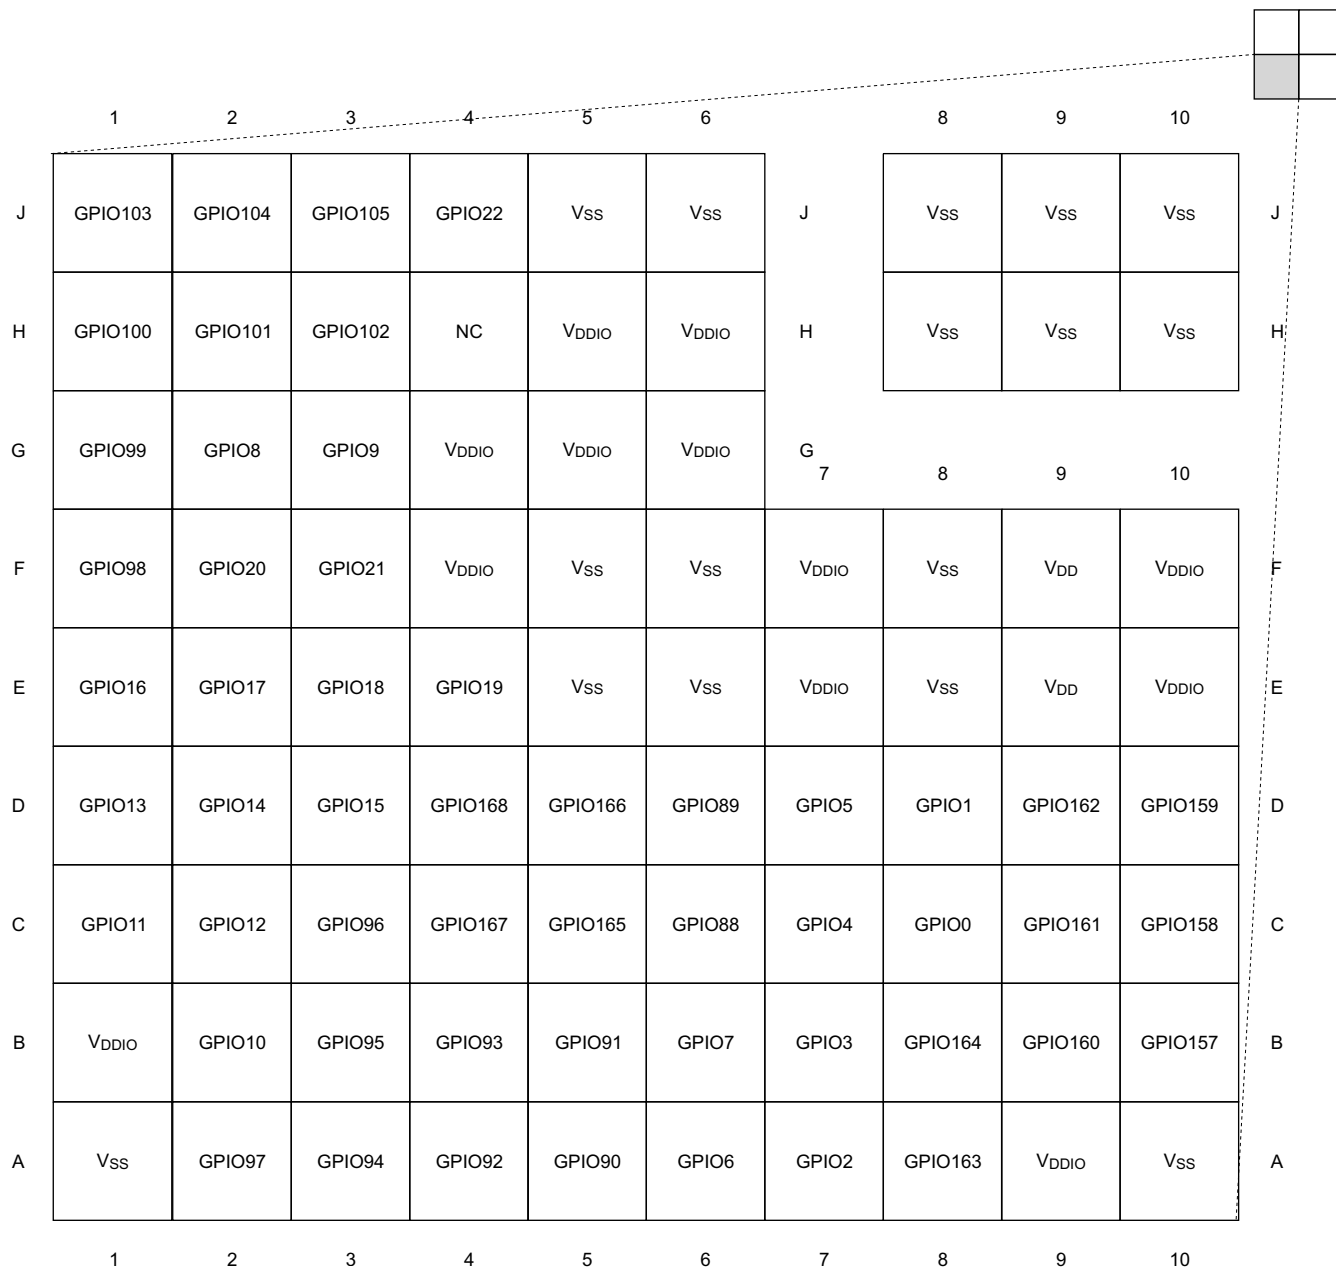 1 2 3 4 5 6 8 9 10
J GPIO103 GPIO104 GPIO105 GPIO22 VSS VSS J VSS VSS VSS J
H GPIO100 GPIO101 GPIO102 NC VDDIO VDDIO H VSS VSS VSS H
G GPIO99 GPIO8 GPIO9 VDDIO VDDIO VDDIO G
7 8 9 10
F GPIO98 GPIO20 GPIO21 VDDIO VSS VSS VDDIO VSS VDD VDDIO F
E GPIO16 GPIO17 GPIO18 GPIO19 VSS VSS VDDIO VSS VDD VDDIO E
D GPIO13 GPIO14 GPIO15 GPIO168 GPIO166 GPIO89 GPIO5 GPIO1 GPIO162 GPIO159 D
C GPIO11 GPIO12 GPIO96 GPIO167 GPIO165 GPIO88 GPIO4 GPIO0 GPIO161 GPIO158 C
B VDDIO GPIO10 GPIO95 GPIO93 GPIO91 GPIO7 GPIO3 GPIO164 GPIO160 GPIO157 B
A VSS GPIO97 GPIO94 GPIO92 GPIO90 GPIO6 GPIO2 GPIO163 VDDIO VSS A
1 2 3 4 5 6 7 8 9 10